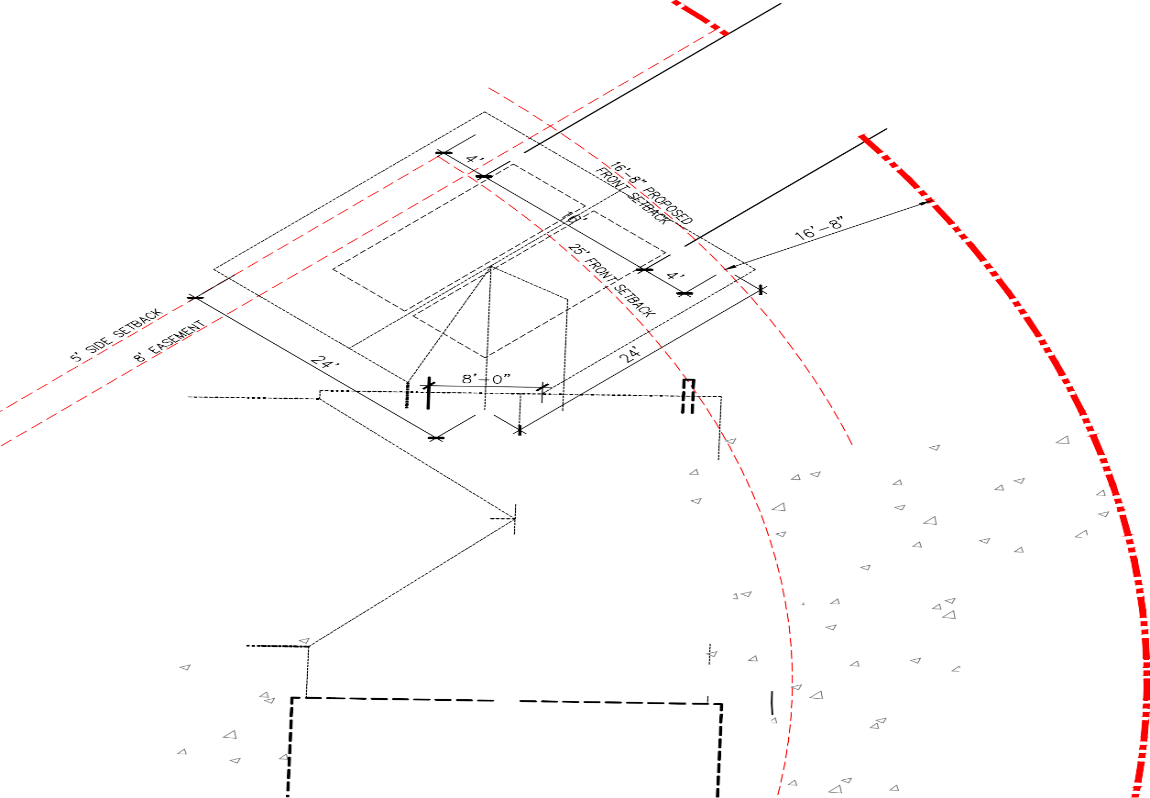 4'
16'-8" PROPOSED
FRONT SETBACK
16'
16'-8"
25' FRONT SETBACK
4'
5' SIDE SETBACK
8' EASEMENT
24'
24'
8'-0"